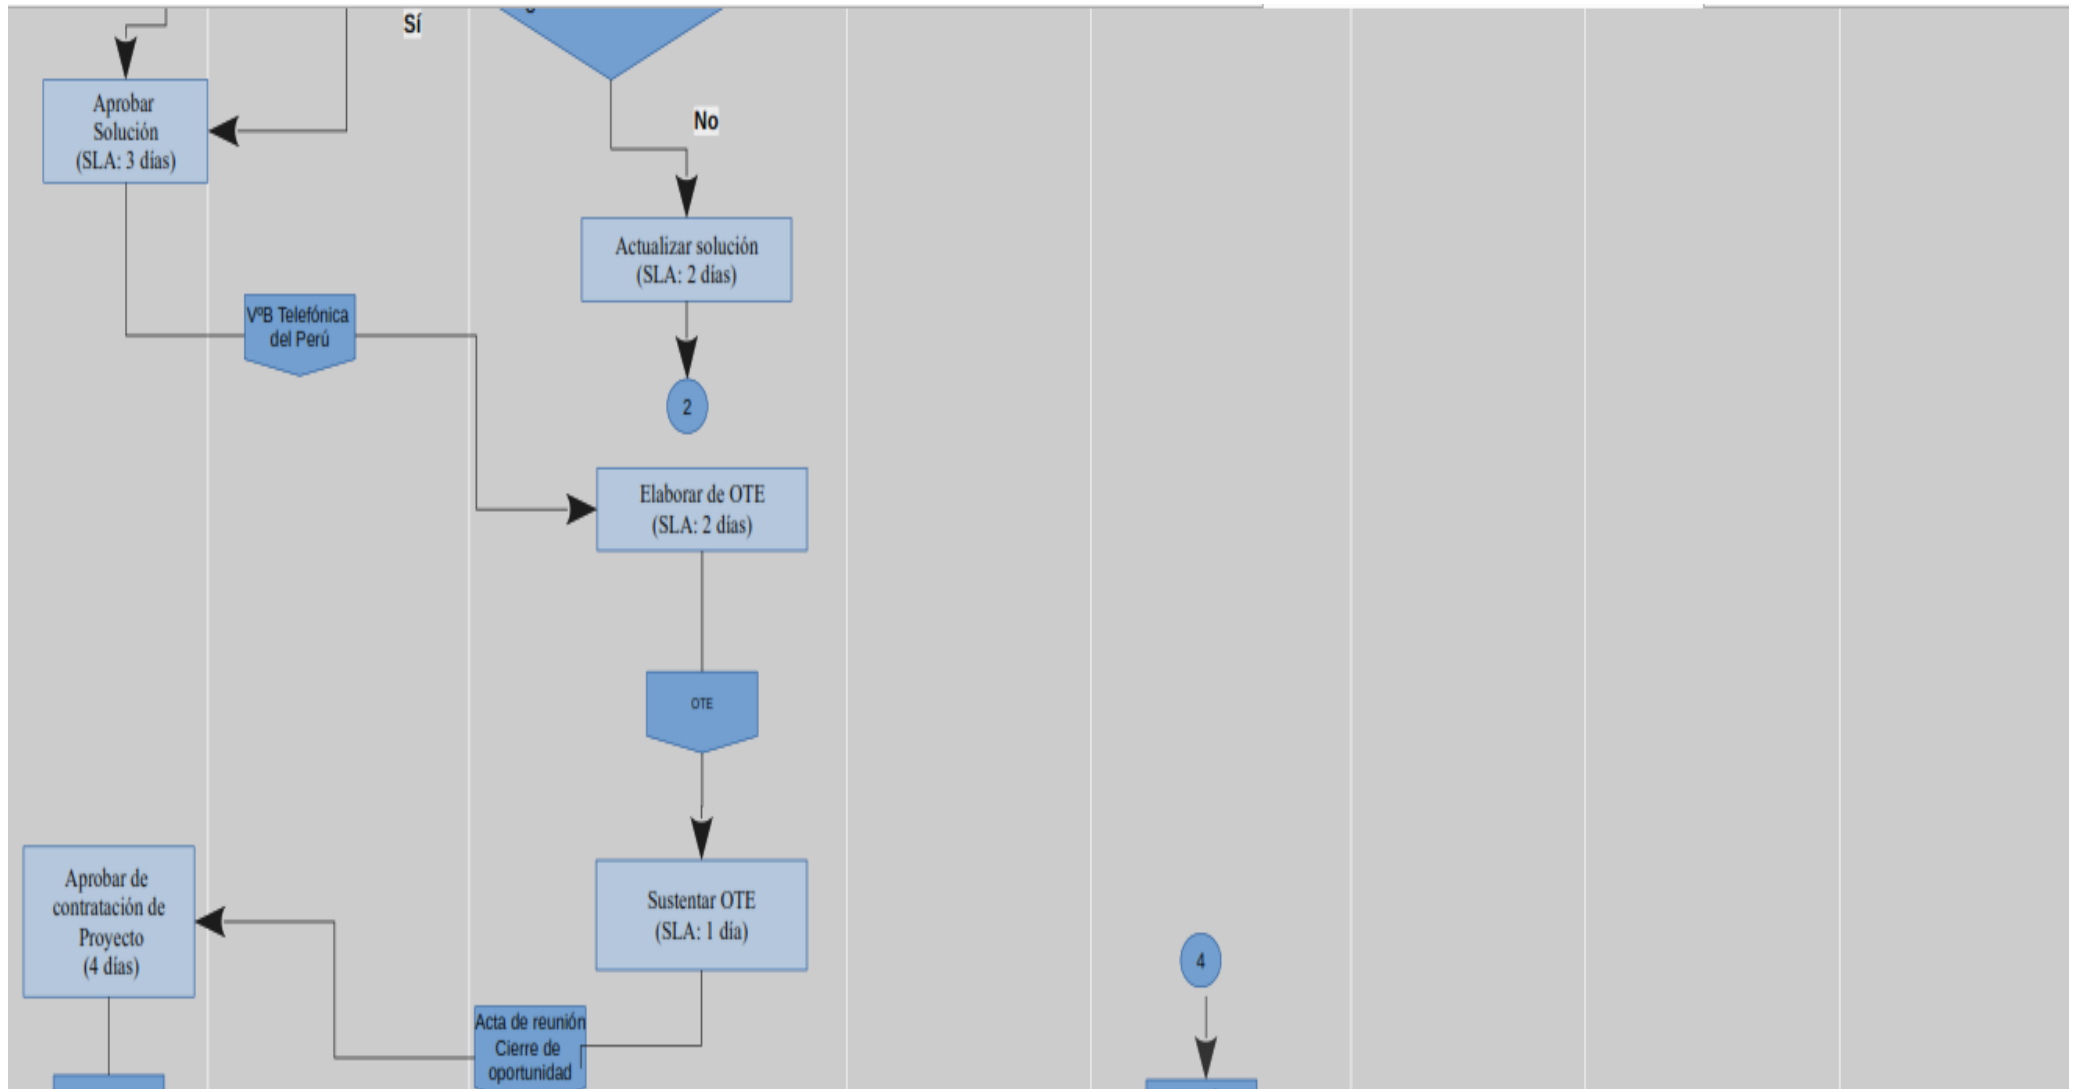 Sí
Aprobar
Solución
(SLA: 3 días)
No
Actualizar solución
(SLA: 2 días)
VºB Telefónica
del Perú
2
Elaborar de OTE
(SLA: 2 días)
OTE
Aprobar de
contratación de
Proyecto
(4 días)
Sustentar OTE
(SLA: 1 día)
4
Acta de reunión
Cierre de
oportunidad